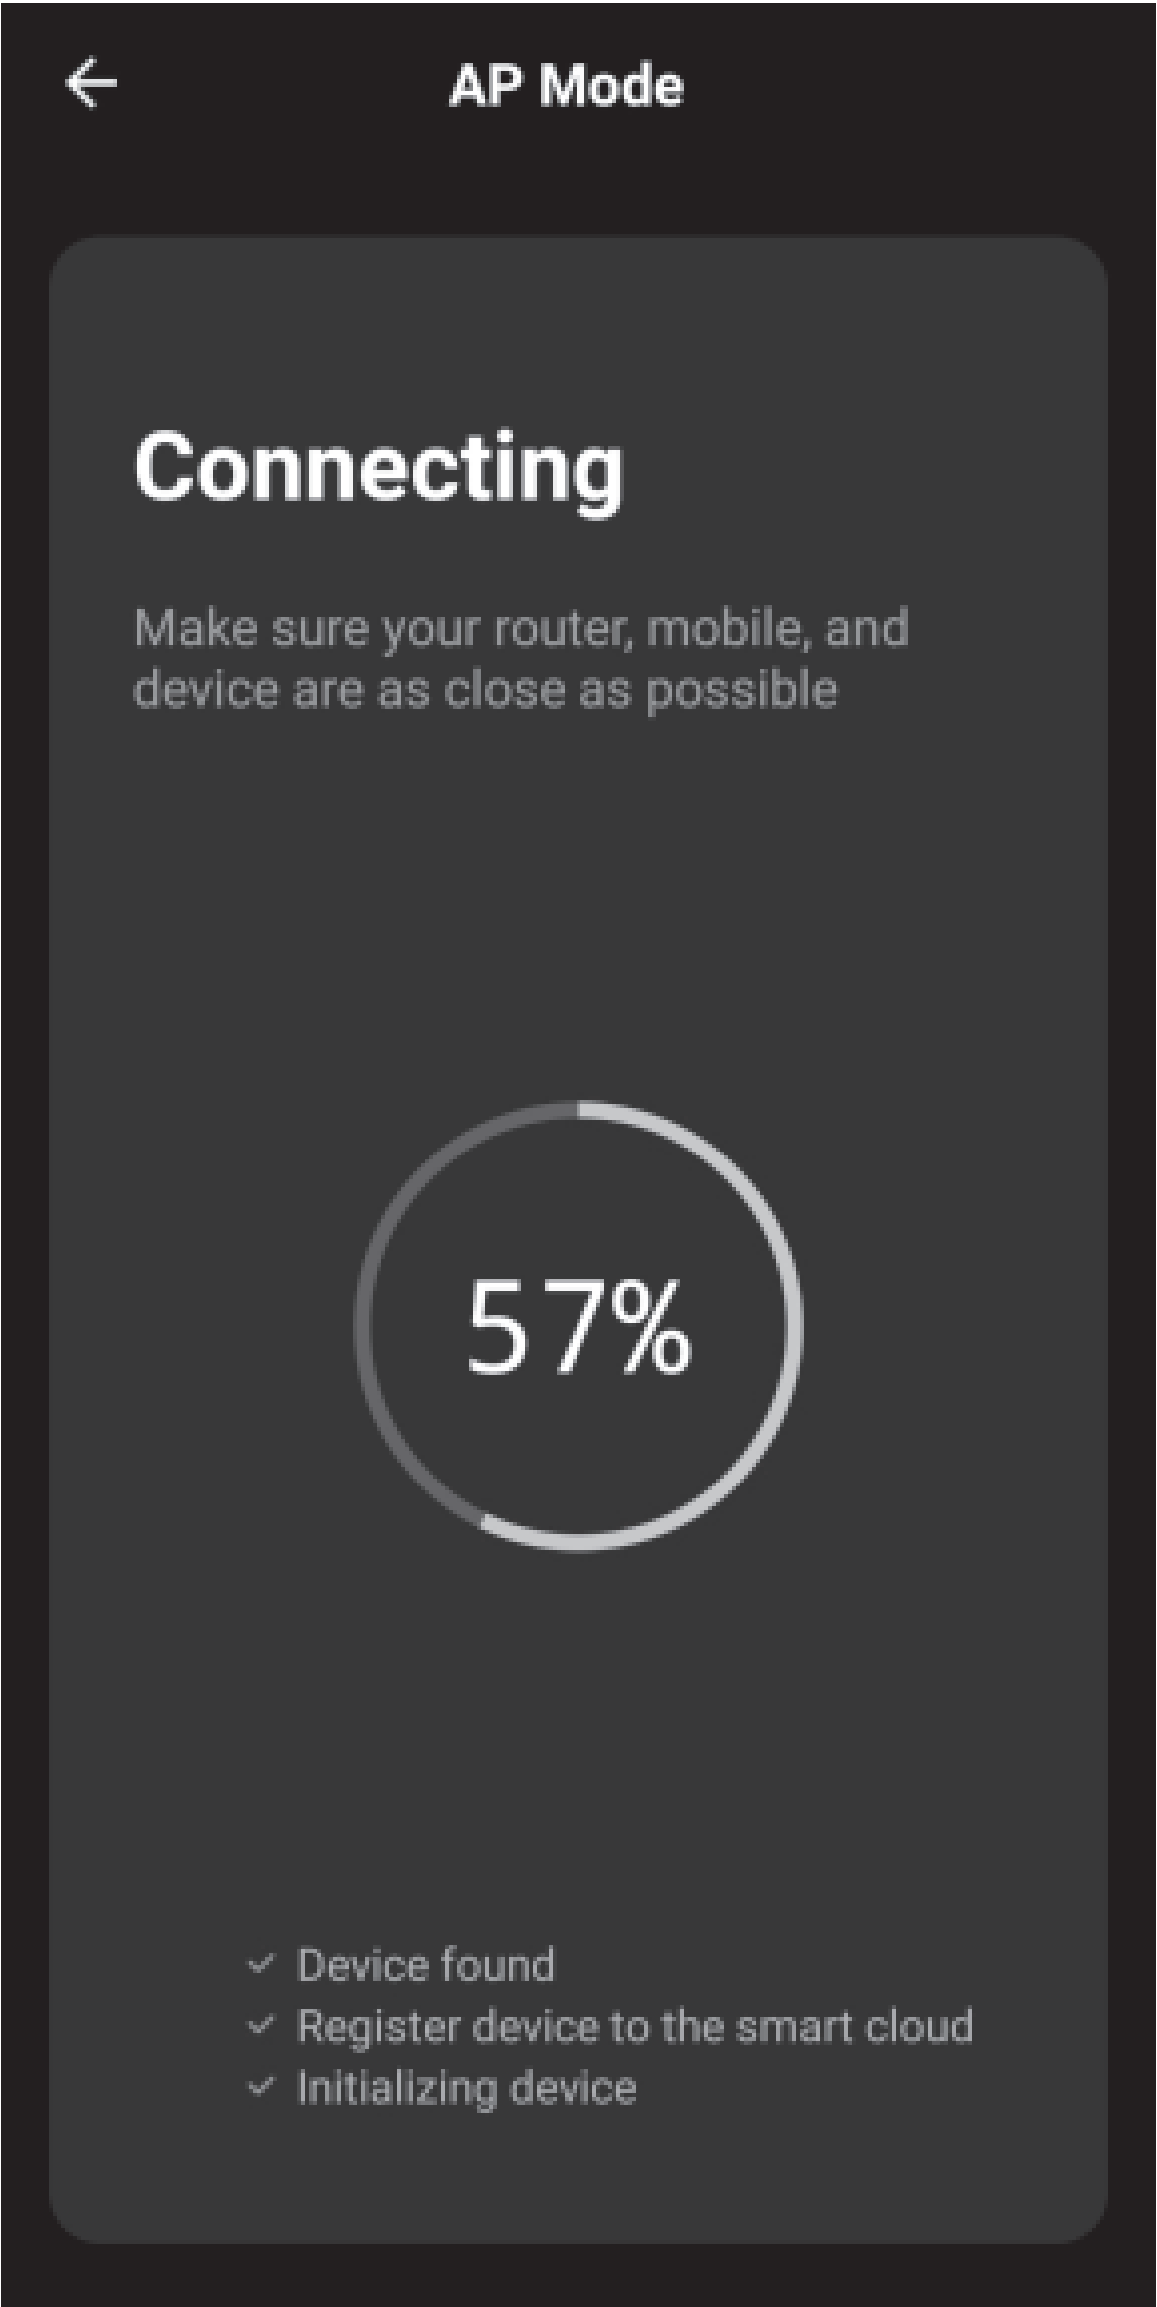 AP Mode
Connecting
Make sure your router, mobile, and
device are as close as possible
57%
Device found
Register device to the smart cloud
Initializing device